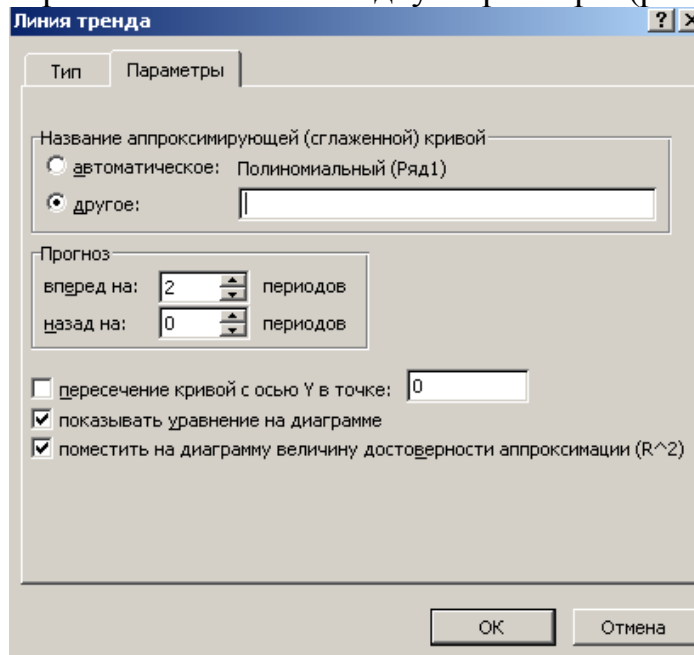 Линия тренда
Тип Параметры
Название аппроксимирующей (сглаженной) кривой
автоматическое: Полиномиальный (Ряд1)
другое:
Прогноз
вперед на: 2 периодов
назад на: 0 периодов
пересечение кривой с осью Y в точке: 0
показывать уравнение на диаграмме
поместить на диаграмму величину достоверности аппроксимации (R^2)
ОК Отмена